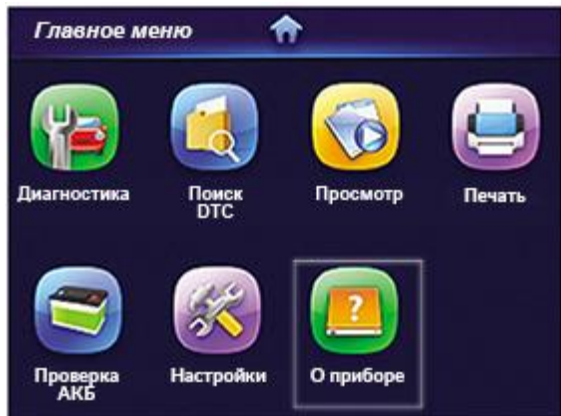 Главное меню
Диагностика
Поиск
DTC
Просмотр
Печать
Проверка
АКБ
Настройки
О приборе